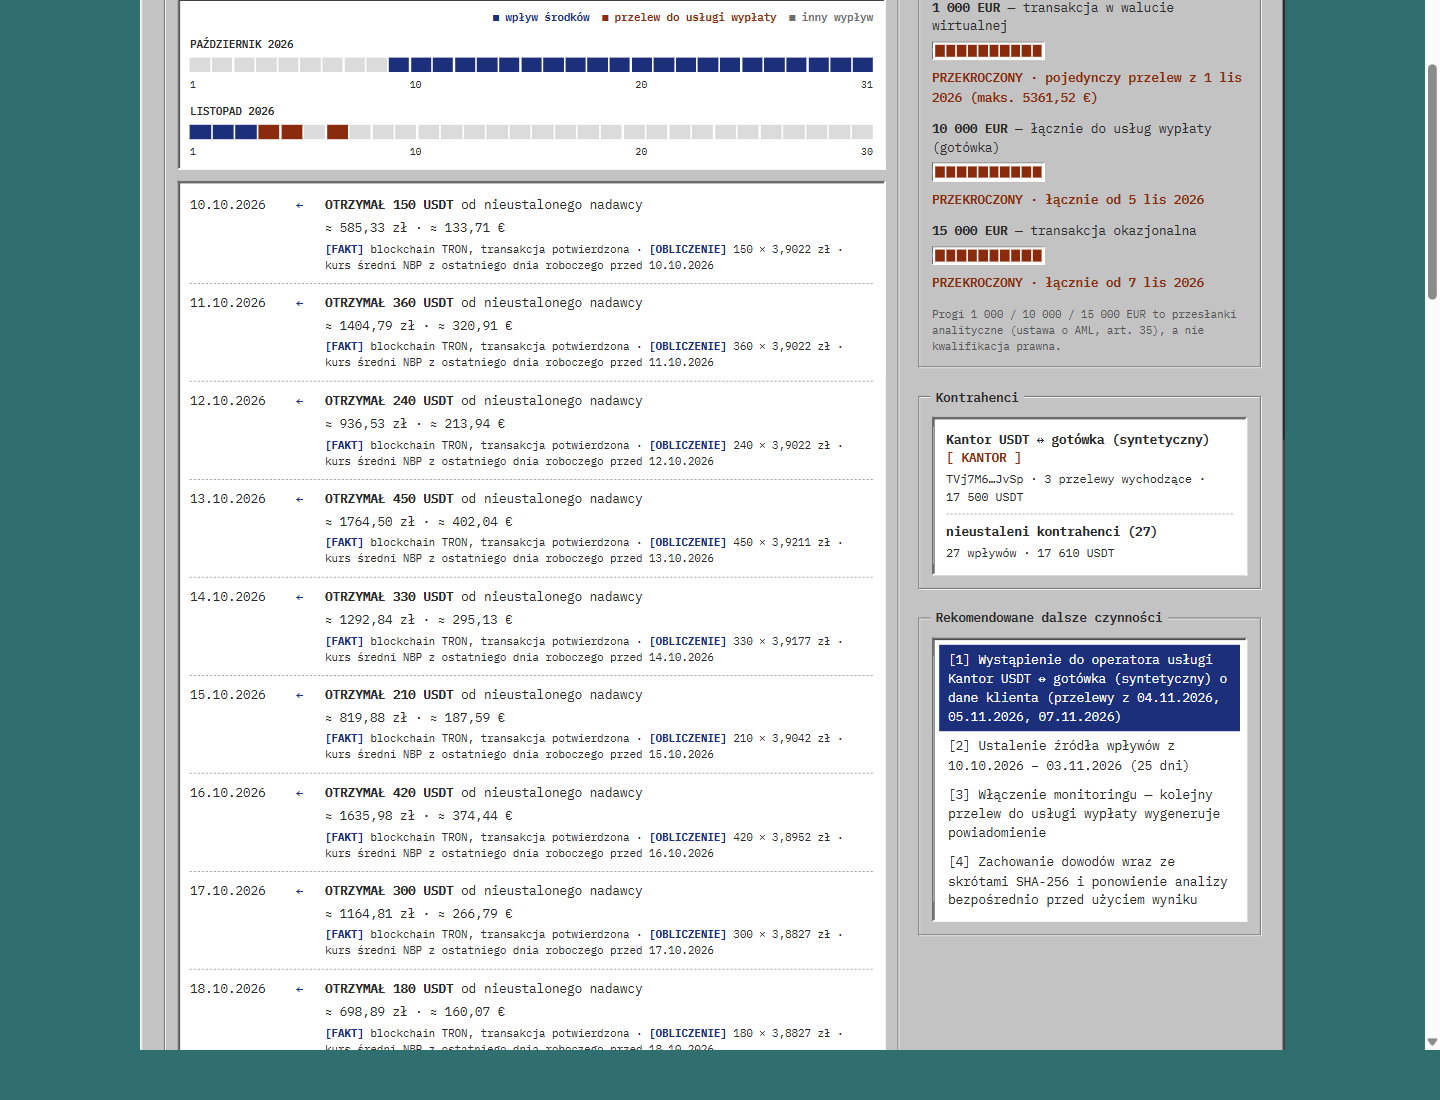 ■ wpływ środków ■ przelew do usługi wypłaty ■ inny wypływ
PAŹDZIERNIK 2026
1 10 20 31
LISTOPAD 2026
1 10 20 30
10.10.2026 ← OTRZYMAŁ 150 USDT od nieustalonego nadawcy
≈ 585,33 zł · ≈ 133,71 €
[FAKT] blockchain TRON, transakcja potwierdzona · [OBLICZENIE] 150 × 3,9022 zł ·
kurs średni NBP z ostatniego dnia roboczego przed 10.10.2026
11.10.2026 ← OTRZYMAŁ 360 USDT od nieustalonego nadawcy
≈ 1404,79 zł · ≈ 320,91 €
[FAKT] blockchain TRON, transakcja potwierdzona · [OBLICZENIE] 360 × 3,9022 zł ·
kurs średni NBP z ostatniego dnia roboczego przed 11.10.2026
12.10.2026 ← OTRZYMAŁ 240 USDT od nieustalonego nadawcy
≈ 936,53 zł · ≈ 213,94 €
[FAKT] blockchain TRON, transakcja potwierdzona · [OBLICZENIE] 240 × 3,9022 zł ·
kurs średni NBP z ostatniego dnia roboczego przed 12.10.2026
13.10.2026 ← OTRZYMAŁ 450 USDT od nieustalonego nadawcy
≈ 1764,50 zł · ≈ 402,04 €
[FAKT] blockchain TRON, transakcja potwierdzona · [OBLICZENIE] 450 × 3,9211 zł ·
kurs średni NBP z ostatniego dnia roboczego przed 13.10.2026
14.10.2026 ← OTRZYMAŁ 330 USDT od nieustalonego nadawcy
≈ 1292,84 zł · ≈ 295,13 €
[FAKT] blockchain TRON, transakcja potwierdzona · [OBLICZENIE] 330 × 3,9177 zł ·
kurs średni NBP z ostatniego dnia roboczego przed 14.10.2026
15.10.2026 ← OTRZYMAŁ 210 USDT od nieustalonego nadawcy
≈ 819,88 zł · ≈ 187,59 €
[FAKT] blockchain TRON, transakcja potwierdzona · [OBLICZENIE] 210 × 3,9042 zł ·
kurs średni NBP z ostatniego dnia roboczego przed 15.10.2026
16.10.2026 ← OTRZYMAŁ 420 USDT od nieustalonego nadawcy
≈ 1635,98 zł · ≈ 374,44 €
[FAKT] blockchain TRON, transakcja potwierdzona · [OBLICZENIE] 420 × 3,8952 zł ·
kurs średni NBP z ostatniego dnia roboczego przed 16.10.2026
17.10.2026 ← OTRZYMAŁ 300 USDT od nieustalonego nadawcy
≈ 1164,81 zł · ≈ 266,79 €
[FAKT] blockchain TRON, transakcja potwierdzona · [OBLICZENIE] 300 × 3,8827 zł ·
kurs średni NBP z ostatniego dnia roboczego przed 17.10.2026
18.10.2026 ← OTRZYMAŁ 180 USDT od nieustalonego nadawcy
≈ 698,89 zł · ≈ 160,07 €
[FAKT] blockchain TRON, transakcja potwierdzona · [OBLICZENIE] 180 × 3,8827 zł ·
kurs średni NBP z ostatniego dnia roboczego przed 18.10.2026
1 000 EUR — transakcja w walucie
wirtualnej
PRZEKROCZONY · pojedynczy przelew z 1 lis
2026 (maks. 5361,52 €)
10 000 EUR — łącznie do usług wypłaty
(gotówka)
PRZEKROCZONY · łącznie od 5 lis 2026
15 000 EUR — transakcja okazjonalna
PRZEKROCZONY · łącznie od 7 lis 2026
Progi 1 000 / 10 000 / 15 000 EUR to przesłanki
analityczne (ustawa o AML, art. 35), a nie
kwalifikacja prawna.
Kontrahenci
Kantor USDT ↔ gotówka (syntetyczny)
[ KANTOR ]
TVj7M6…JvSp · 3 przelewy wychodzące ·
17 500 USDT
nieustaleni kontrahenci (27)
27 wpływów · 17 610 USDT
Rekomendowane dalsze czynności
[1] Wystąpienie do operatora usługi
Kantor USDT ↔ gotówka (syntetyczny) o
dane klienta (przelewy z 04.11.2026,
05.11.2026, 07.11.2026)
[2] Ustalenie źródła wpływów z
10.10.2026 – 03.11.2026 (25 dni)
[3] Włączenie monitoringu — kolejny
przelew do usługi wypłaty wygeneruje
powiadomienie
[4] Zachowanie dowodów wraz ze
skrótami SHA-256 i ponowienie analizy
bezpośrednio przed użyciem wyniku